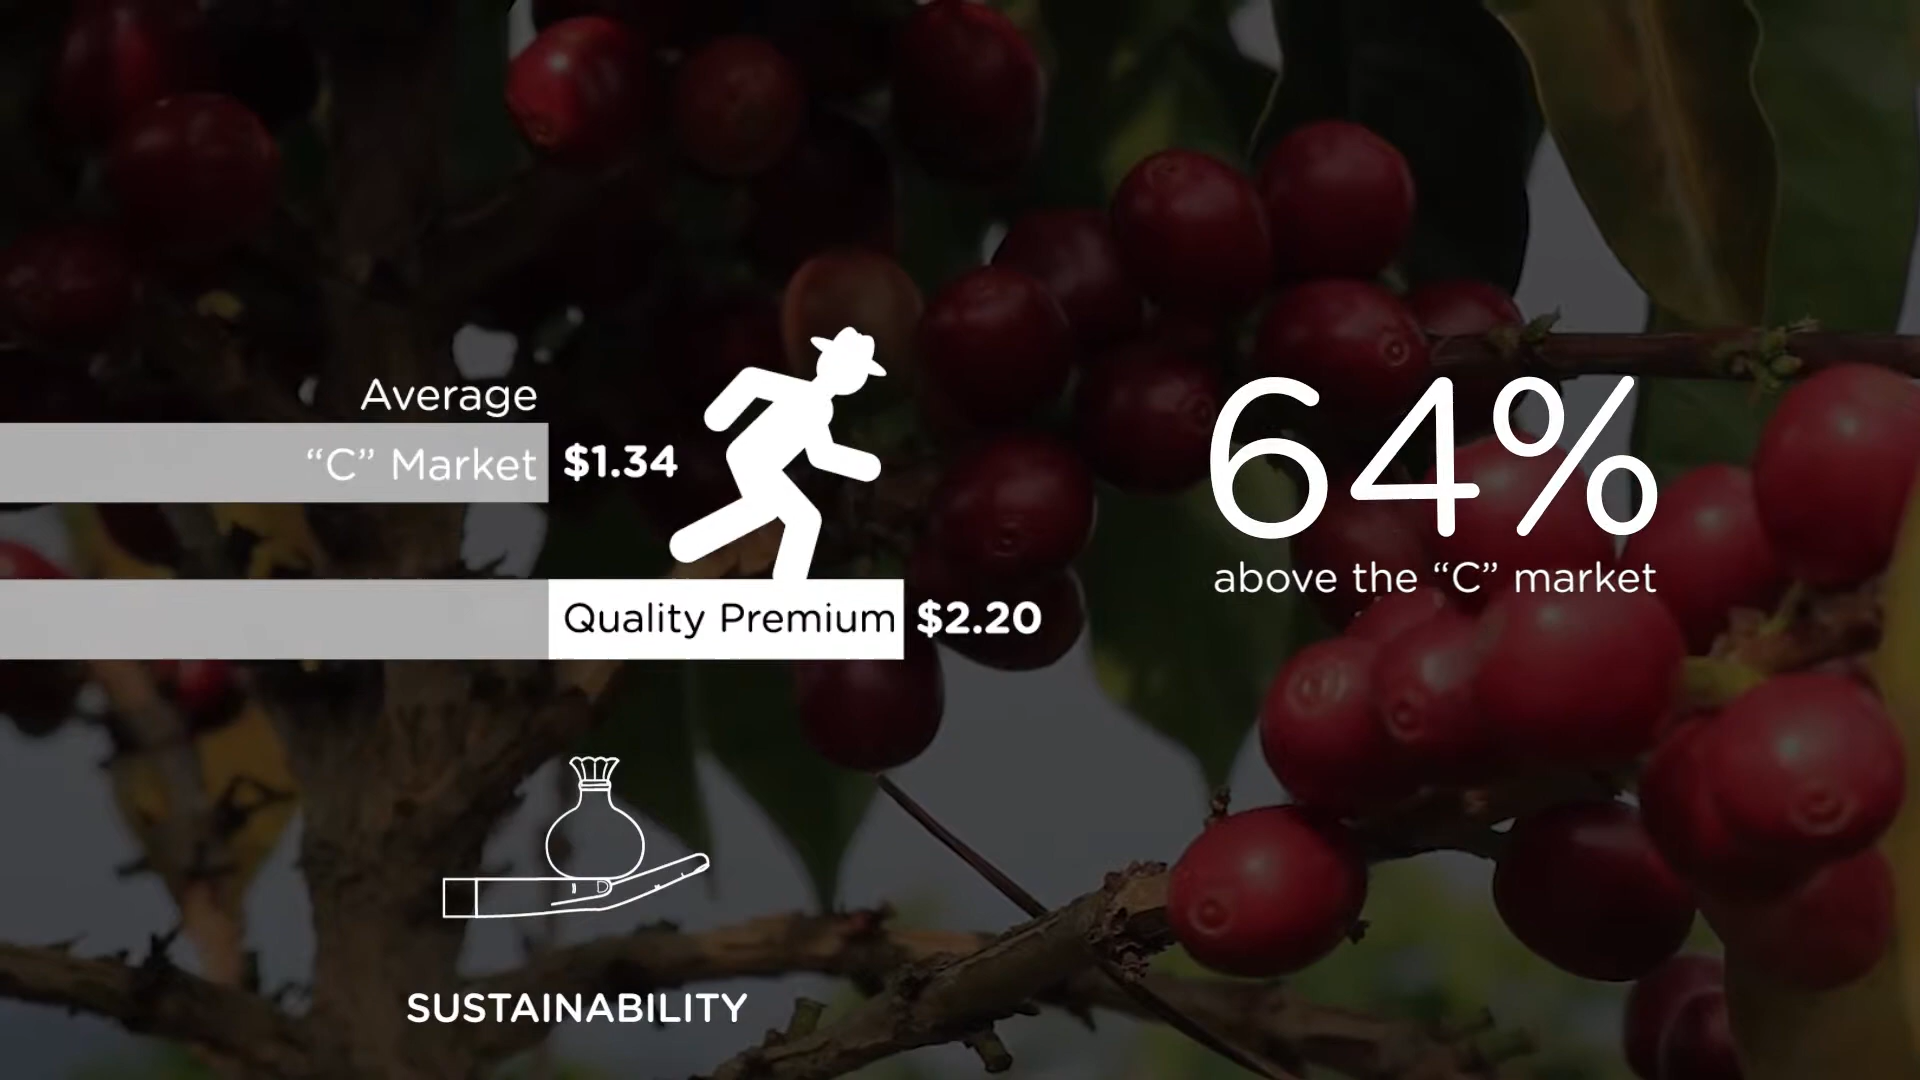 Average
“C” Market $1.34
Quality Premium $2.20
64%
above the “C” market
SUSTAINABILITY